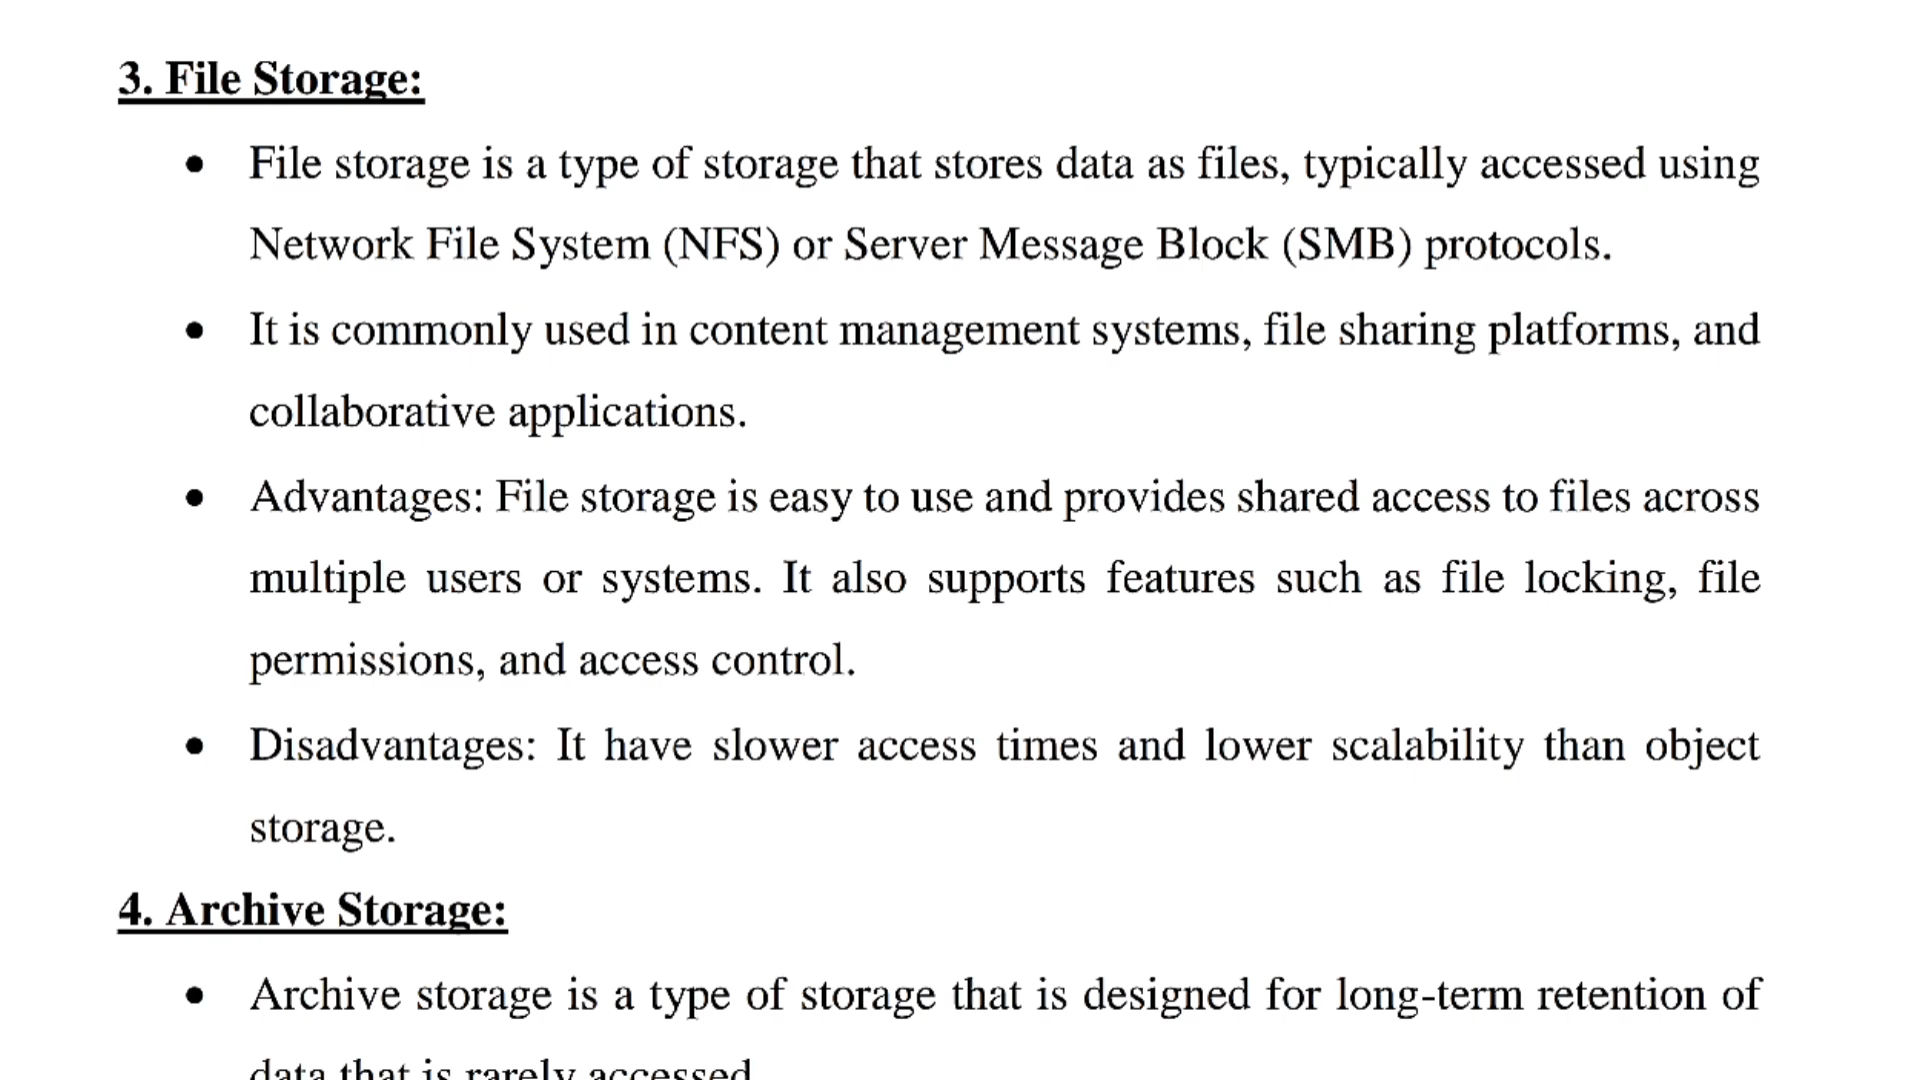 3. File Storage:
• File storage is a type of storage that stores data as files, typically accessed using
Network File System (NFS) or Server Message Block (SMB) protocols.
• It is commonly used in content management systems, file sharing platforms, and
collaborative applications.
• Advantages: File storage is easy to use and provides shared access to files across
multiple users or systems. It also supports features such as file locking, file
permissions, and access control.
• Disadvantages: It have slower access times and lower scalability than object
storage.
4. Archive Storage:
• Archive storage is a type of storage that is designed for long-term retention of
data that is rarely accessed